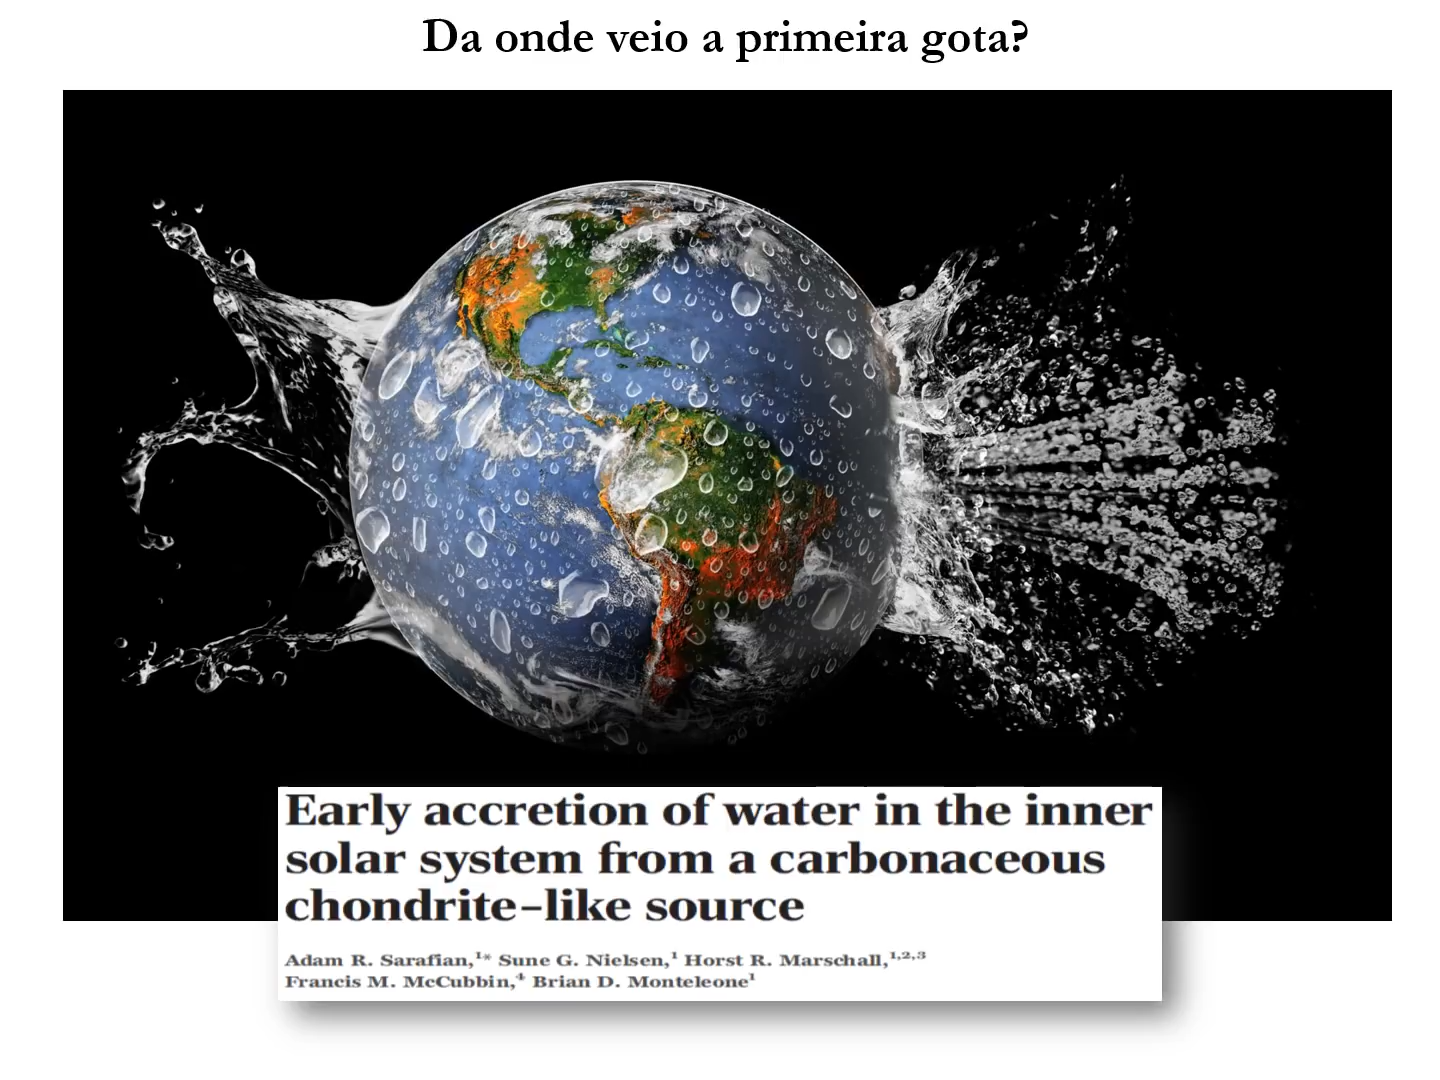 Da onde veio a primeira gota?
Early accretion of water in the inner
solar system from a carbonaceous
chondrite–like source
Adam R. Sarafian,¹* Sune G. Nielsen,¹ Horst R. Marschall,¹,²,³
Francis M. McCubbin,⁴ Brian D. Monteleone¹